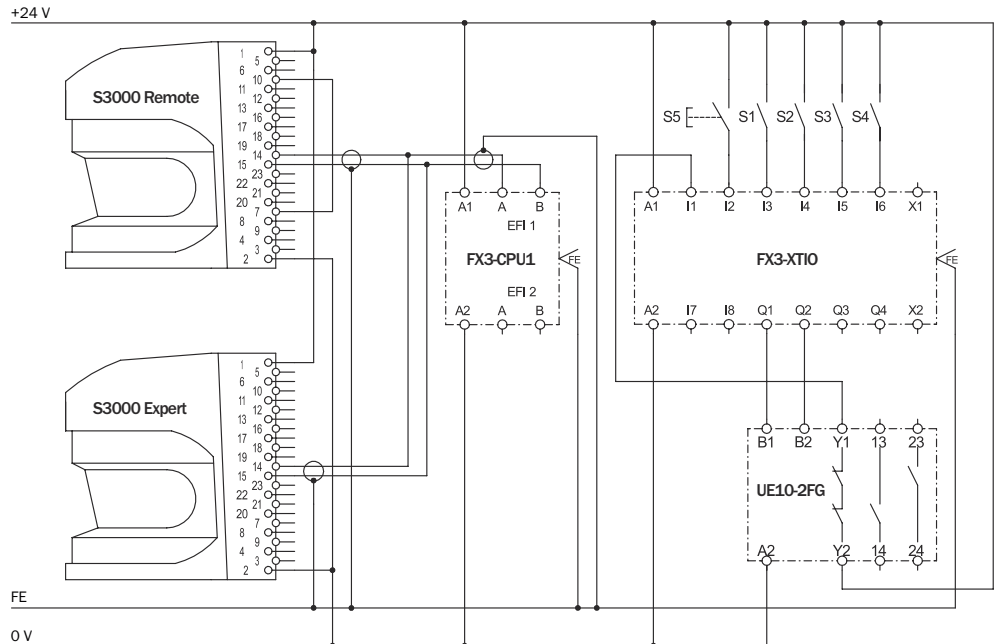 +24 V
S3000 Remote
1
5
6
10
11
12
13
16
17
18
19
14
15
23
22
21
20
7
8
9
4
3
2
S5
S1
S2
S3
S4
A1
A
B
EFI 1
FX3-CPU1
FE
EFI 2
A2
A
B
A1
I1
I2
I3
I4
I5
I6
X1
FX3-XTIO
FE
A2
I7
I8
Q1
Q2
Q3
Q4
X2
S3000 Expert
1
5
6
10
11
12
13
16
17
18
19
14
15
23
22
21
20
7
8
9
4
3
2
B1
B2
Y1
13
23
UE10-2FG
A2
Y2
14
24
FE
0 V